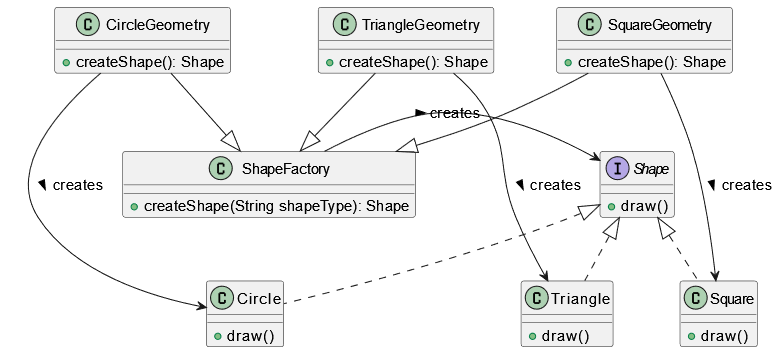 C CircleGeometry
createShape(): Shape
C TriangleGeometry
createShape(): Shape
C SquareGeometry
createShape(): Shape
creates
C ShapeFactory
createShape(String shapeType): Shape
I Shape
draw()
creates
creates
creates
C Circle
draw()
C Triangle
draw()
C Square
draw()